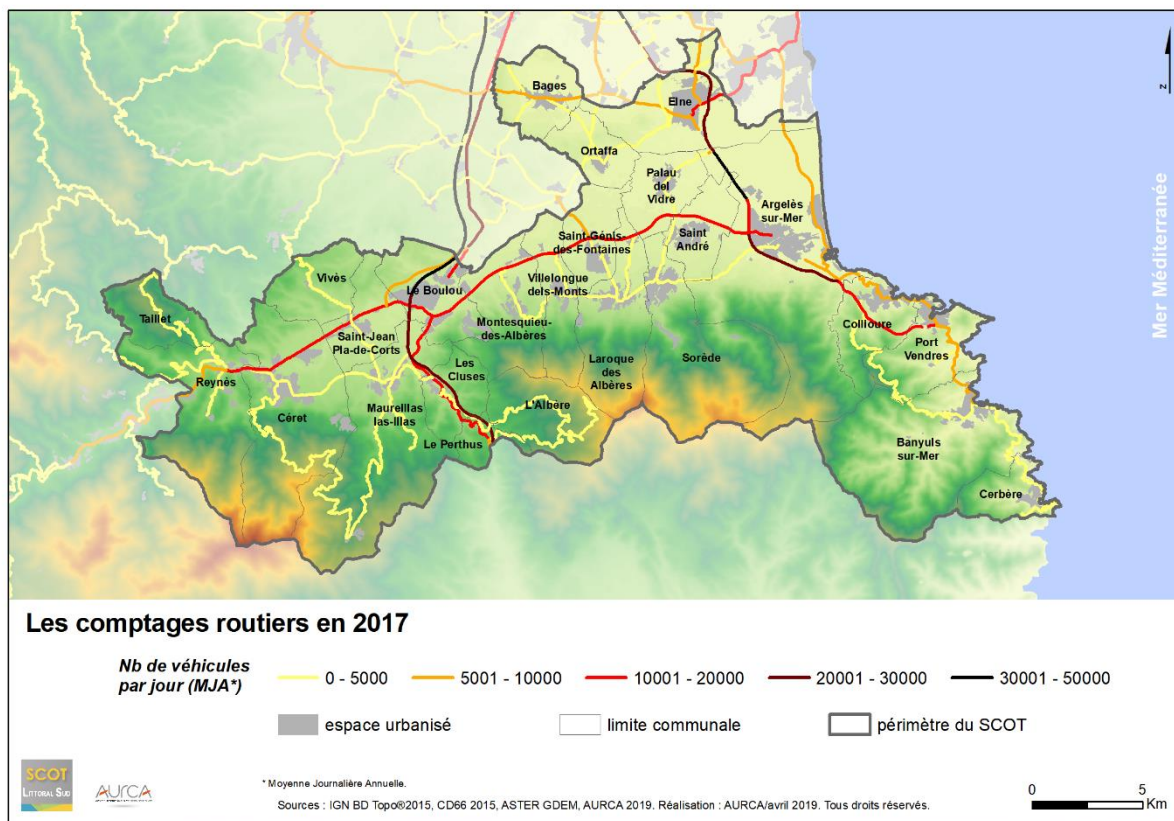 Bages
Elne
Ortaffa
Palau
del
Vidre
Argelès
sur-Mer
Saint-Génis-
des-Fontaines
Saint
André
Vivès
Le Boulou
Villelongue
dels-Monts
Taillet
Saint-Jean
Pla-de-Corts
Montesquieu-
des-Albères
Collioure
Port
Vendres
Les
Cluses
Laroque
des
Albères
Sorède
Reynès
Céret
Maureillas
las-Illas
L'Albère
Le Perthus
Banyuls
sur-Mer
Cerbère
Mer Méditerranée
z
Les comptages routiers en 2017
Nb de véhicules
par jour (MJA*)
0 - 5000
5001 - 10000
10001 - 20000
20001 - 30000
30001 - 50000
espace urbanisé
limite communale
périmètre du SCOT
SCOT
LITTORAL SUD
AURCA
* Moyenne Journalière Annuelle.
Sources : IGN BD Topo®2015, CD66 2015, ASTER GDEM, AURCA 2019. Réalisation : AURCA/avril 2019. Tous droits réservés.
0 5
Km